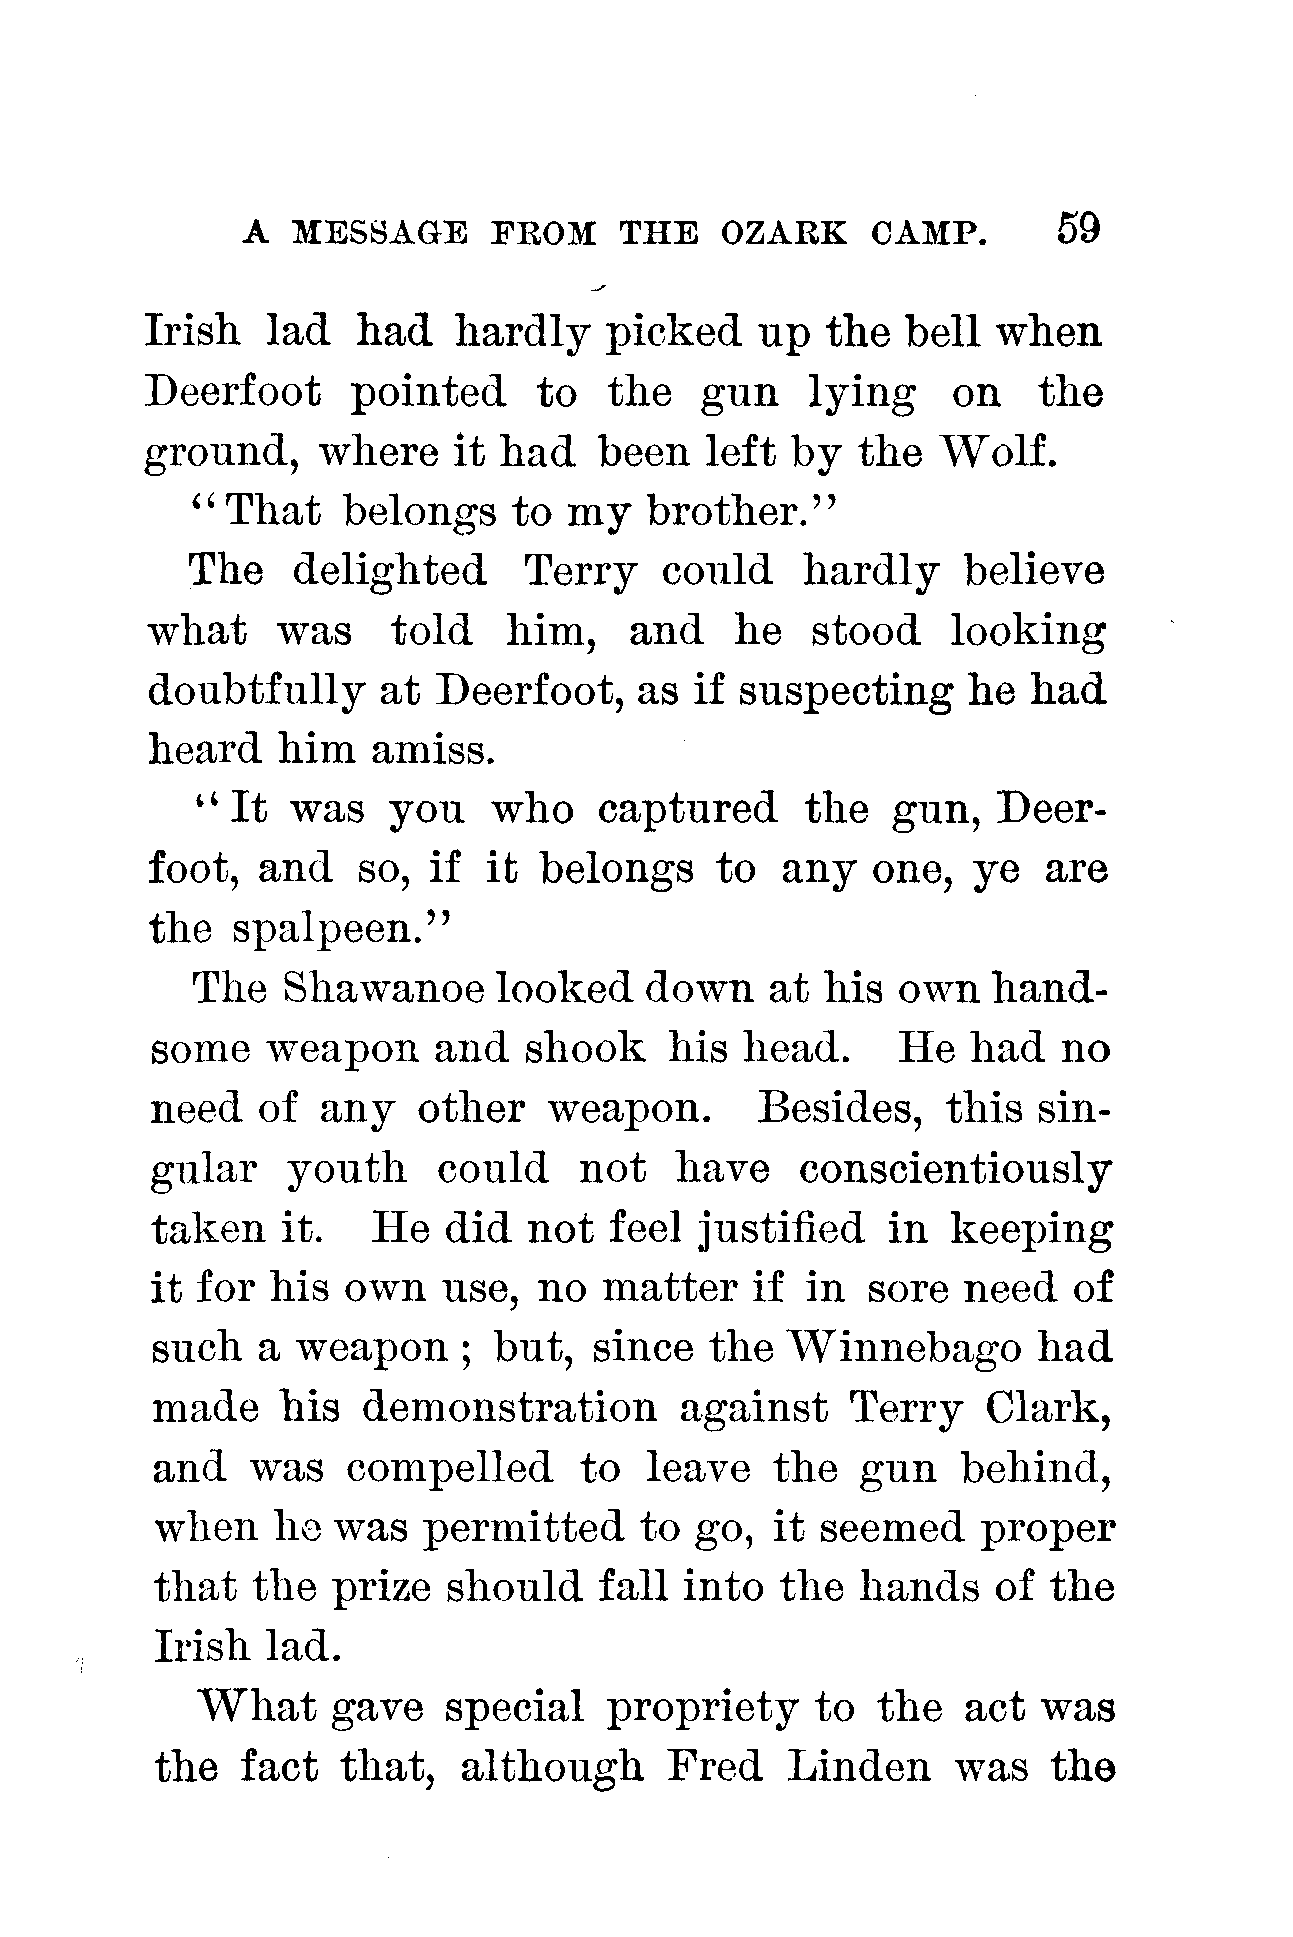 A MESSAGE FROM THE OZARK CAMP. 59
Irish lad had hardly picked up the bell when
Deerfoot pointed to the gun lying on the
ground, where it had been left by the Wolf.
"That belongs to my brother."
The delighted Terry could hardly believe
what was told him, and he stood looking
doubtfully at Deerfoot, as if suspecting he had
heard him amiss.
"It was you who captured the gun, Deer-
foot, and so, if it belongs to any one, ye are
the spalpeen."
The Shawanoe looked down at his own hand-
some weapon and shook his head. He had no
need of any other weapon. Besides, this sin-
gular youth could not have conscientiously
taken it. He did not feel justified in keeping
it for his own use, no matter if in sore need of
such a weapon ; but, since the Winnebago had
made his demonstration against Terry Clark,
and was compelled to leave the gun behind,
when he was permitted to go, it seemed proper
that the prize should fall into the hands of the
Irish lad.
What gave special propriety to the act was
the fact that, although Fred Linden was the